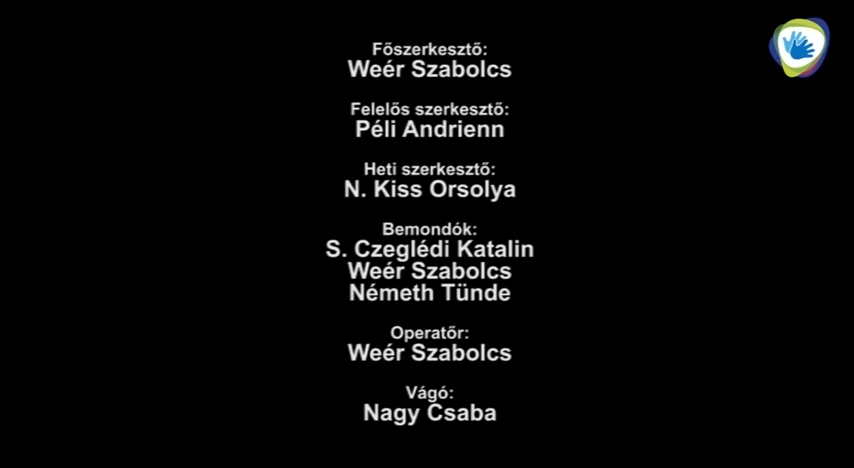 Főszerkesztő:
Weér Szabolcs
Felelős szerkesztő:
Péli Andrienn
Heti szerkesztő:
N. Kiss Orsolya
Bemondók:
S. Czeglédi Katalin
Weér Szabolcs
Németh Tünde
Operatőr:
Weér Szabolcs
Vágó:
Nagy Csaba